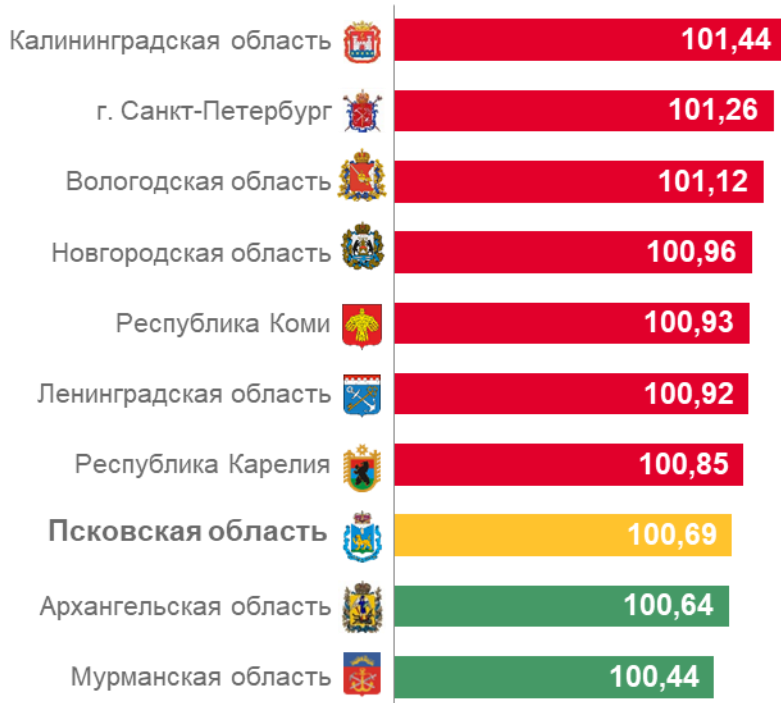 Калининградская область 101,44
г. Санкт-Петербург 101,26
Вологодская область 101,12
Новгородская область 100,96
Республика Коми 100,93
Ленинградская область 100,92
Республика Карелия 100,85
Псковская область 100,69
Архангельская область 100,64
Мурманская область 100,44